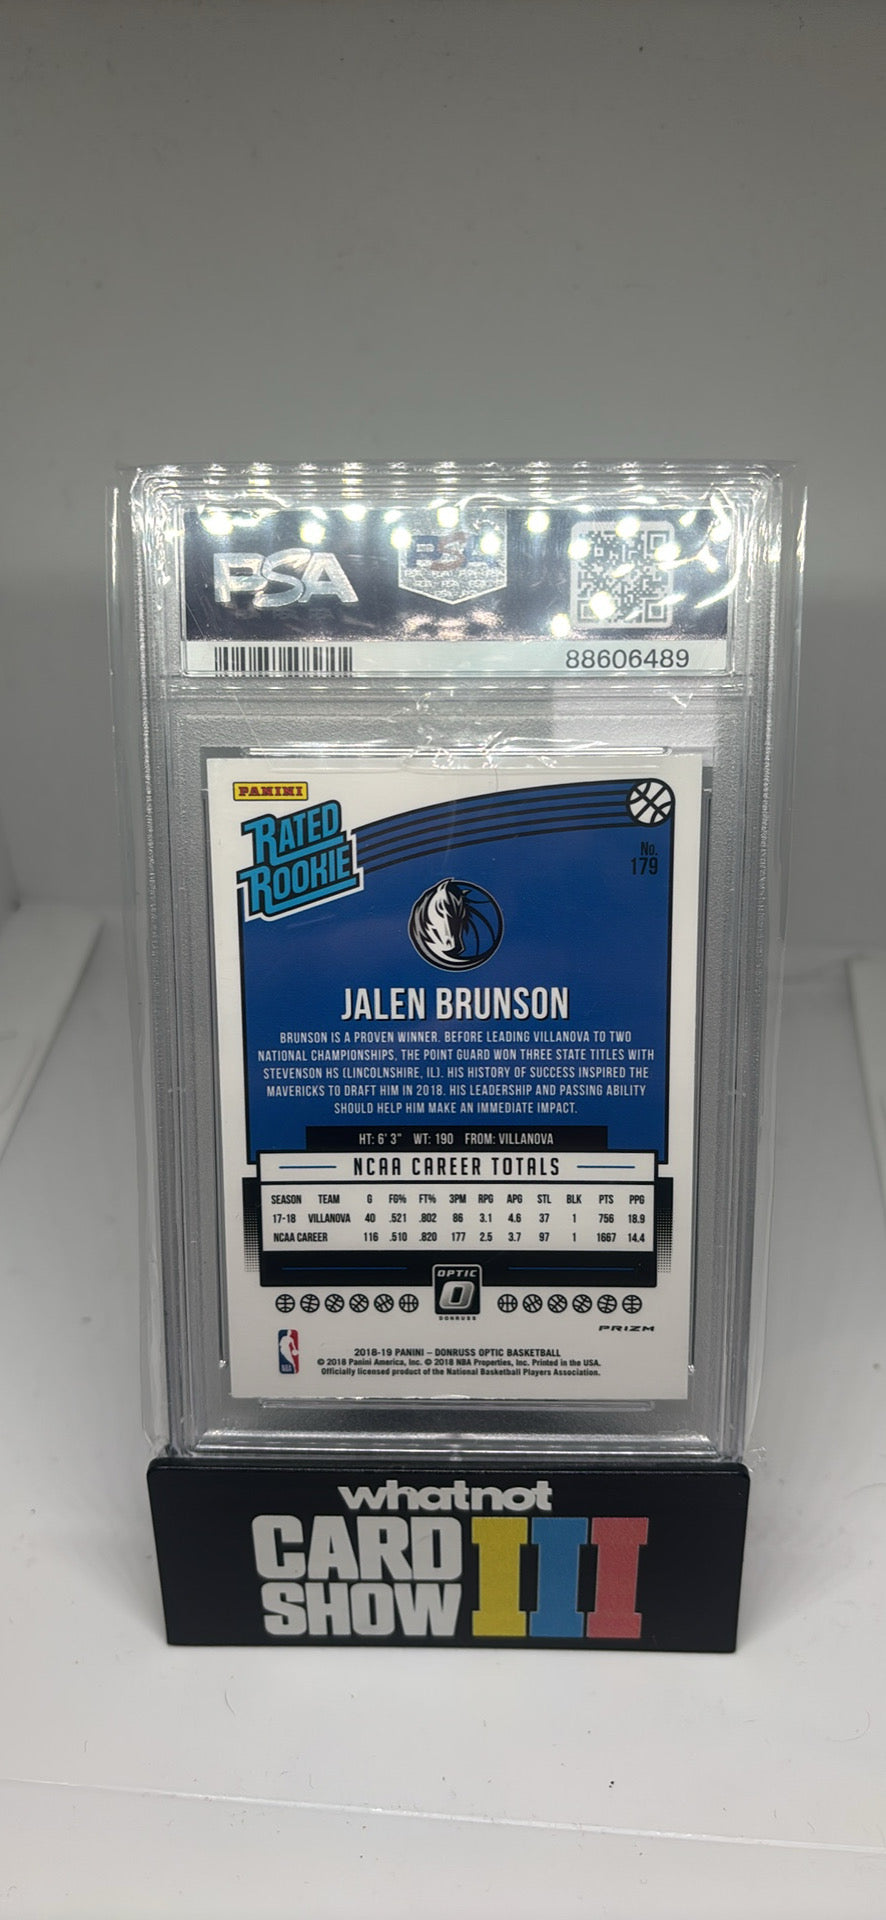 PSA
PSA
88606489
PANINI
RATED
ROOKIE
No.
179
JALEN BRUNSON
BRUNSON IS A PROVEN WINNER. BEFORE LEADING VILLANOVA TO TWO
NATIONAL CHAMPIONSHIPS, THE POINT GUARD WON THREE STATE TITLES WITH
STEVENSON HS (LINCOLNSHIRE, IL). HIS HISTORY OF SUCCESS INSPIRED THE
MAVERICKS TO DRAFT HIM IN 2018. HIS LEADERSHIP AND PASSING ABILITY
SHOULD HELP HIM MAKE AN IMMEDIATE IMPACT.
HT: 6' 3" WT: 190 FROM: VILLANOVA
NCAA CAREER TOTALS
SEASON TEAM G FG% FT% 3PM RPG APG STL BLK PTS PPG
17-18 VILLANOVA 40 .521 .802 86 3.1 4.6 37 1 756 18.9
NCAA CAREER 116 .510 .820 177 2.5 3.7 97 1 1667 14.4
OPTIC
O
DONRUSS
PRIZM
NBA
2018-19 PANINI – DONRUSS OPTIC BASKETBALL
© 2018 Panini America, Inc. © 2018 NBA Properties, Inc. Printed in the USA.
Officially licensed product of the National Basketball Players Association.
whatnot
CARD
SHOW III